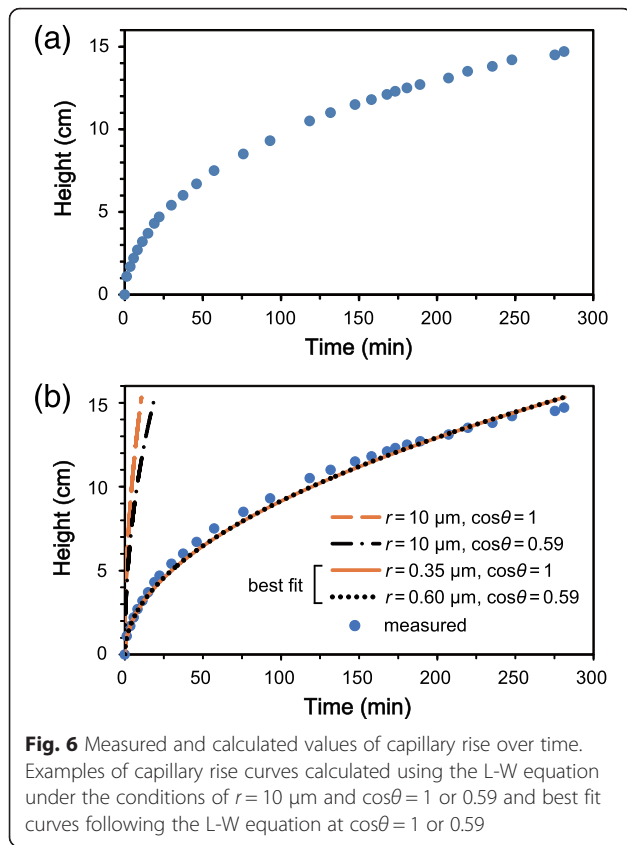 (a)
15
10
5
0
Height (cm)
0 50 100 150 200 250 300
Time (min)
(b)
15
10
5
0
Height (cm)
r = 10 µm, cosθ = 1
r = 10 µm, cosθ = 0.59
best fit
r = 0.35 µm, cosθ = 1
r = 0.60 µm, cosθ = 0.59
measured
0 50 100 150 200 250 300
Time (min)
Fig. 6 Measured and calculated values of capillary rise over time.
Examples of capillary rise curves calculated using the L-W equation
under the conditions of r = 10 µm and cosθ = 1 or 0.59 and best fit
curves following the L-W equation at cosθ = 1 or 0.59